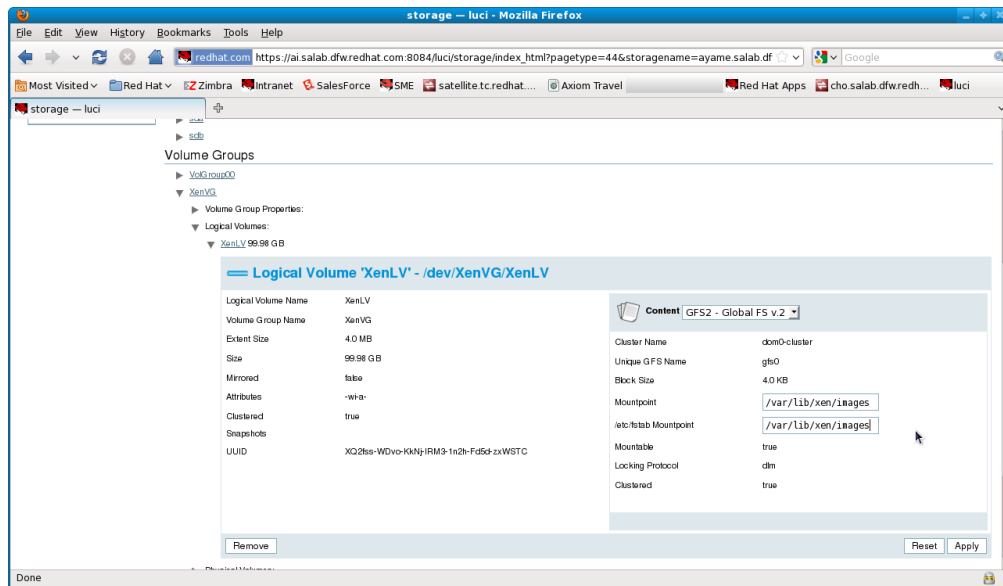 storage — luci - Mozilla Firefox
File Edit View History Bookmarks Tools Help
redhat.com https://ai.salab.dfw.redhat.com:8084/luci/storage/index_html?pagetype=44&storagename=ayame.salab.df Google
Most Visited Red Hat Zimbra Intranet SalesForce SME satellite.tc.redhat.... Axiom Travel Red Hat Apps cho.salab.dfw.redh... luci
storage — luci
sdb
Volume Groups
VolGroup00
XenVG
Volume Group Properties:
Logical Volumes:
XenLV 99.98 GB
Logical Volume 'XenLV' - /dev/XenVG/XenLV
Logical Volume Name XenLV
Volume Group Name XenVG
Extent Size 4.0 MB
Size 99.98 GB
Mirrored false
Attributes -wi-a-
Clustered true
Snapshots
UUID XQ2fss-WDvo-KkNj-IRM3-1n2h-Fd5d-zxWSTC
Content GFS2 - Global FS v.2
Cluster Name dom0-cluster
Unique GFS Name gfs0
Block Size 4.0 KB
Mountpoint /var/lib/xen/images
/etc/fstab Mountpoint /var/lib/xen/images
Mountable true
Locking Protocol dlm
Clustered true
Remove Reset Apply
Done